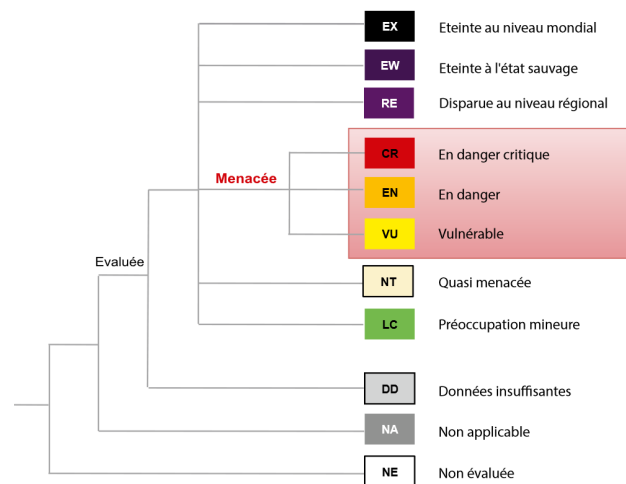 EX Eteinte au niveau mondial
EW Eteinte à l'état sauvage
RE Disparue au niveau régional
CR En danger critique
Menacée
EN En danger
VU Vulnérable
Evaluée
NT Quasi menacée
LC Préoccupation mineure
DD Données insuffisantes
NA Non applicable
NE Non évaluée